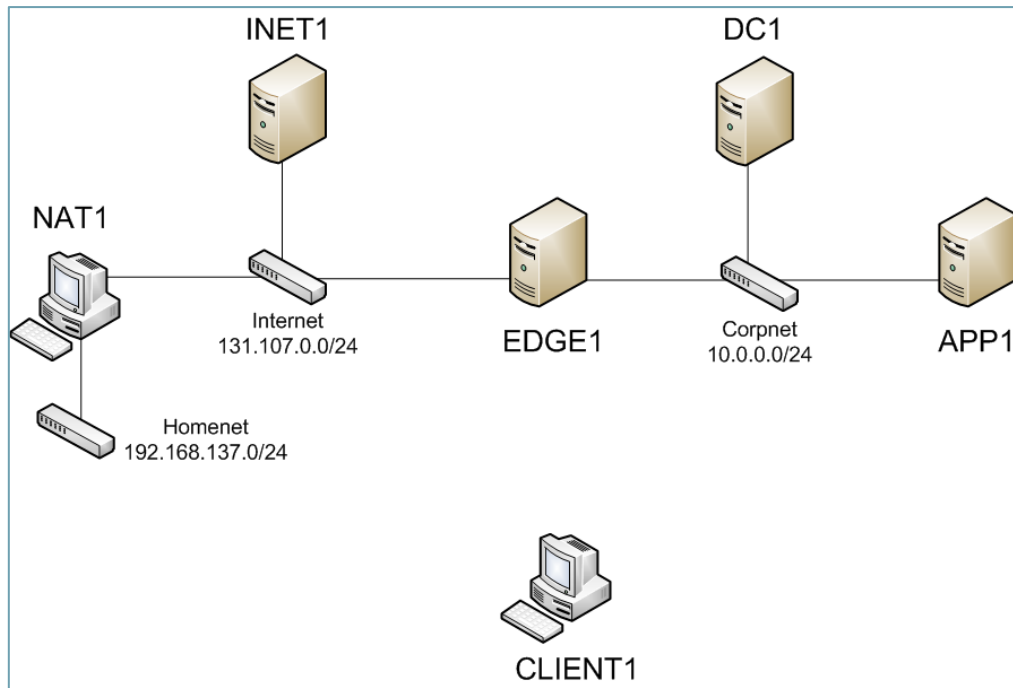 INET1
DC1
NAT1
Internet
131.107.0.0/24
EDGE1
Corpnet
10.0.0.0/24
APP1
Homenet
192.168.137.0/24
CLIENT1